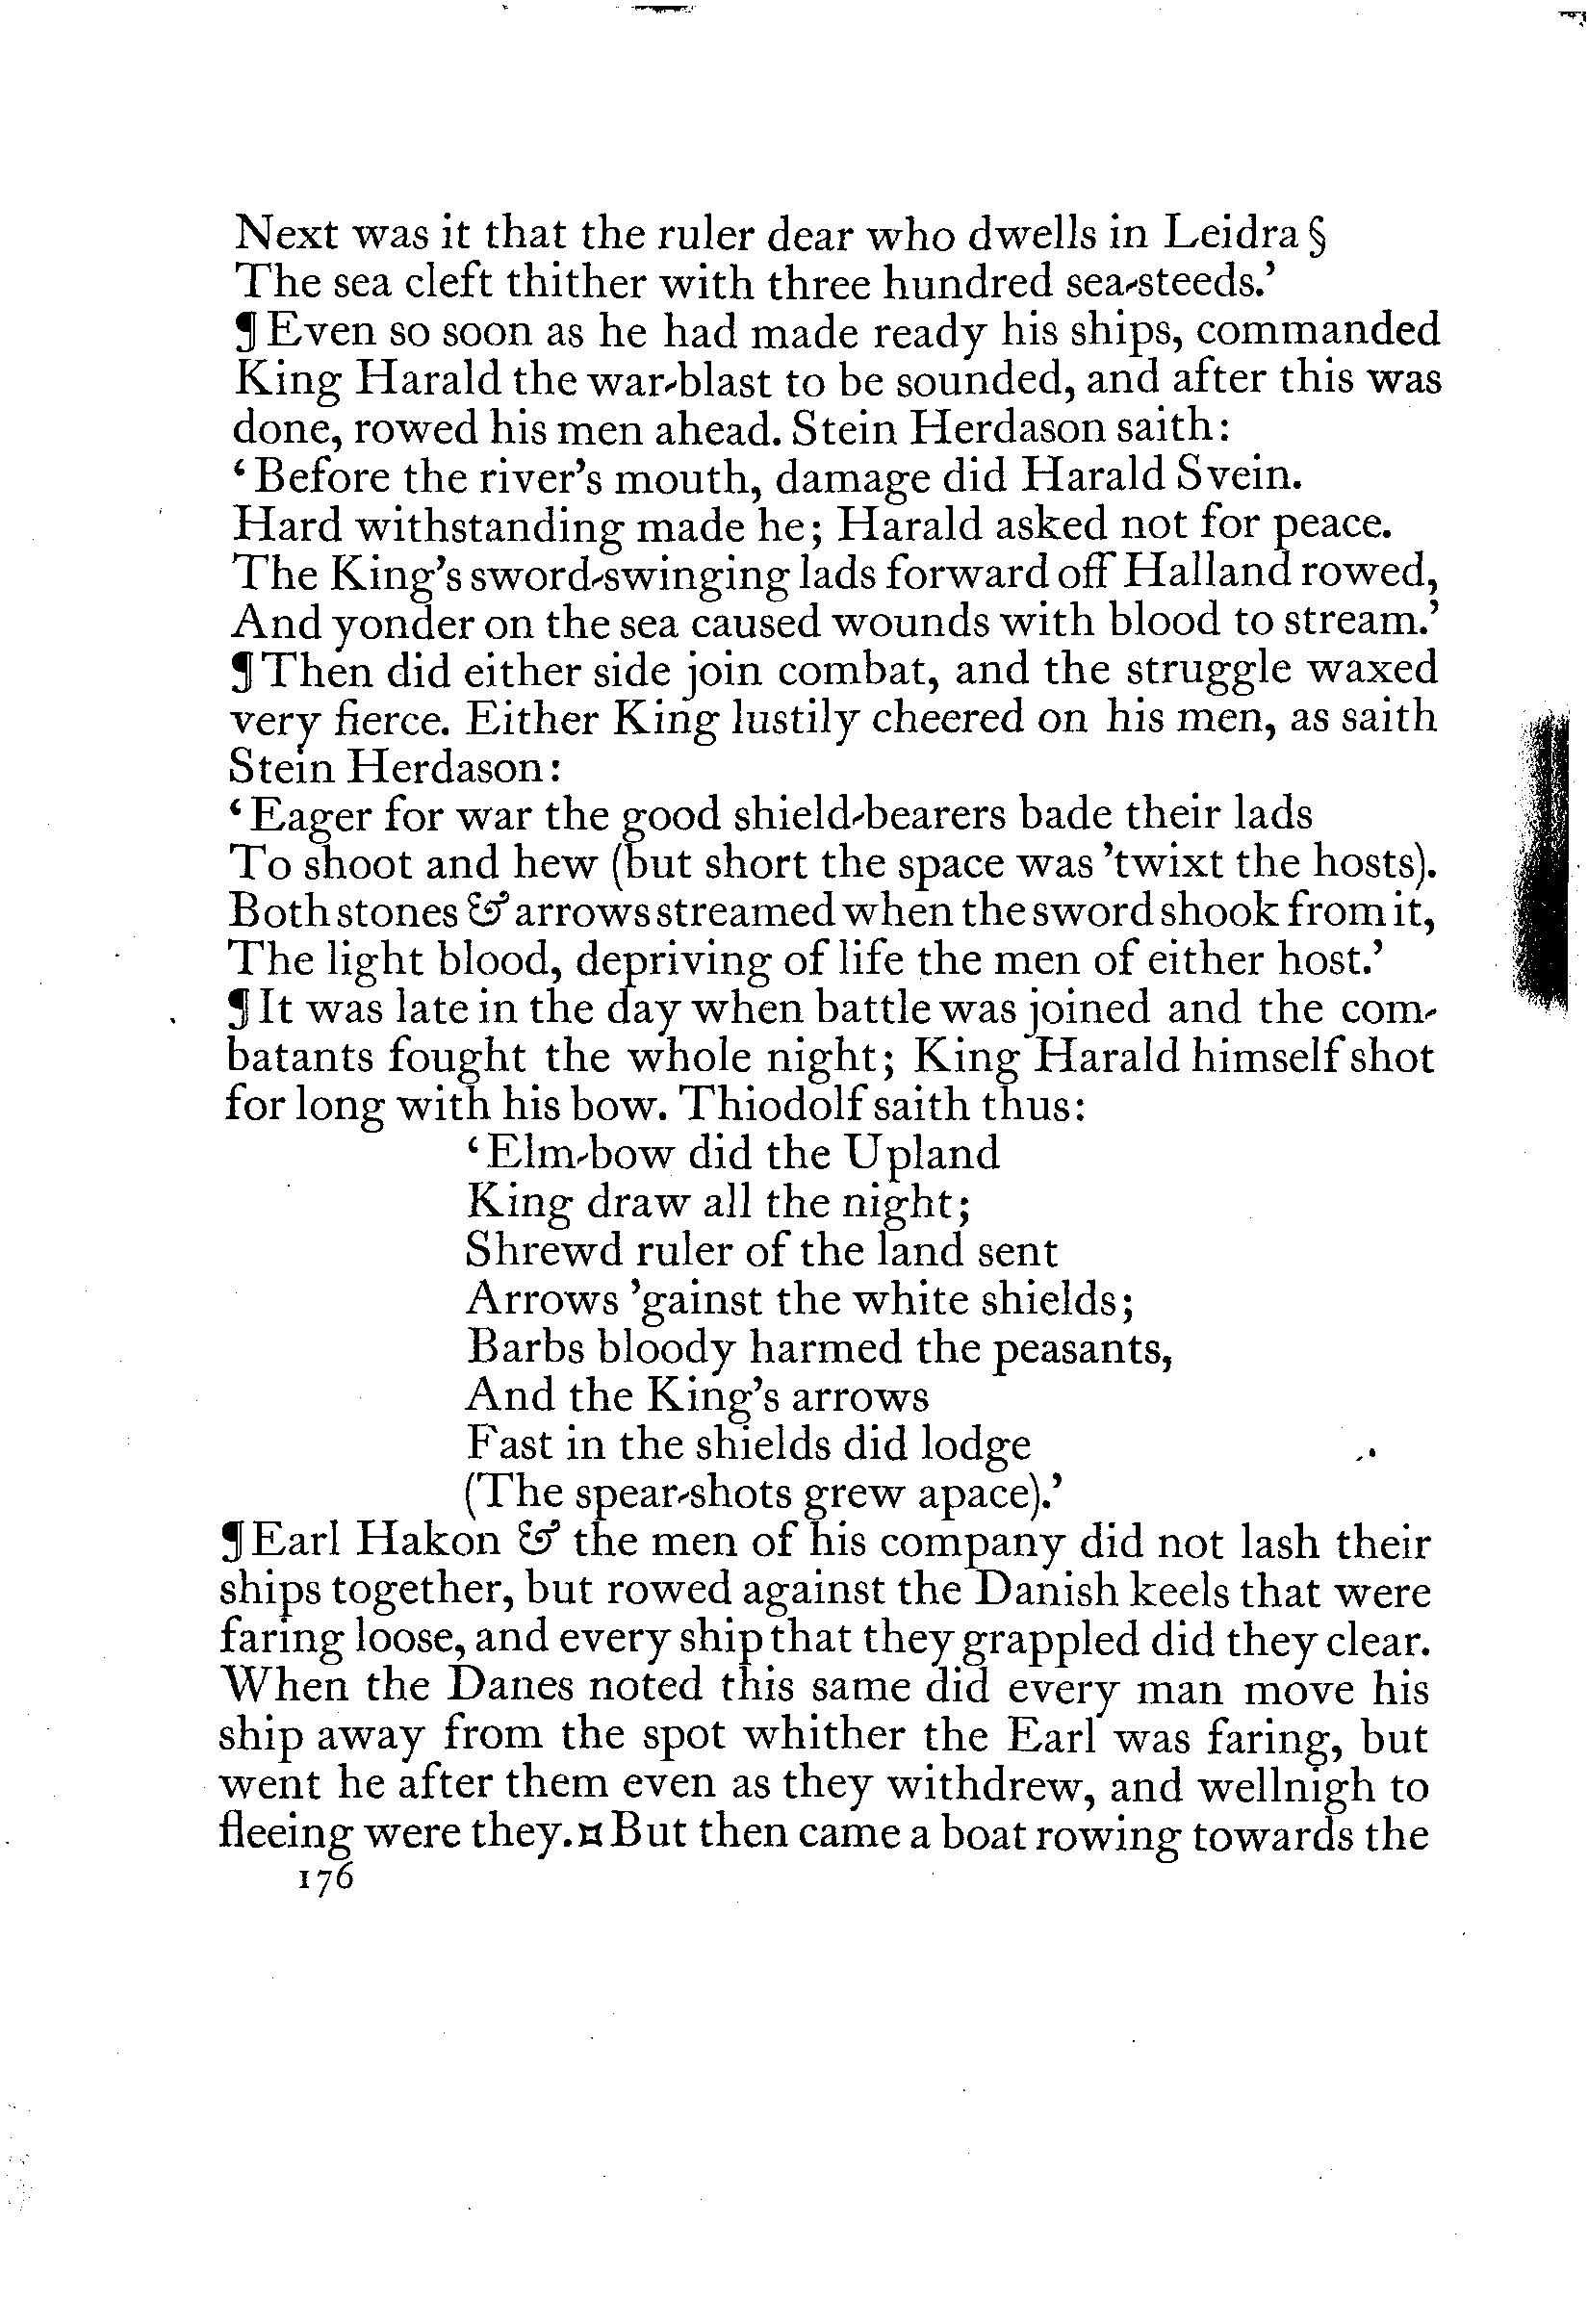 Next was it that the ruler dear who dwells in Leidra §
The sea cleft thither with three hundred sea-steeds.’
¶ Even so soon as he had made ready his ships, commanded
King Harald the war-blast to be sounded, and after this was
done, rowed his men ahead. Stein Herdason saith:
‘Before the river’s mouth, damage did Harald Svein.
Hard withstanding made he; Harald asked not for peace.
The King’s sword-swinging lads forward off Halland rowed,
And yonder on the sea caused wounds with blood to stream.’
¶ Then did either side join combat, and the struggle waxed
very fierce. Either King lustily cheered on his men, as saith
Stein Herdason:
‘Eager for war the good shield-bearers bade their lads
To shoot and hew (but short the space was ’twixt the hosts).
Both stones & arrows streamed when the sword shook from it,
The light blood, depriving of life the men of either host.’
¶ It was late in the day when battle was joined and the com-
batants fought the whole night; King Harald himself shot
for long with his bow. Thiodolf saith thus:
‘Elm-bow did the Upland
King draw all the night;
Shrewd ruler of the land sent
Arrows ’gainst the white shields;
Barbs bloody harmed the peasants,
And the King’s arrows
Fast in the shields did lodge
(The spear-shots grew apace).’
¶ Earl Hakon & the men of his company did not lash their
ships together, but rowed against the Danish keels that were
faring loose, and every ship that they grappled did they clear.
When the Danes noted this same did every man move his
ship away from the spot whither the Earl was faring, but
went he after them even as they withdrew, and wellnigh to
fleeing were they. ¤ But then came a boat rowing towards the
176